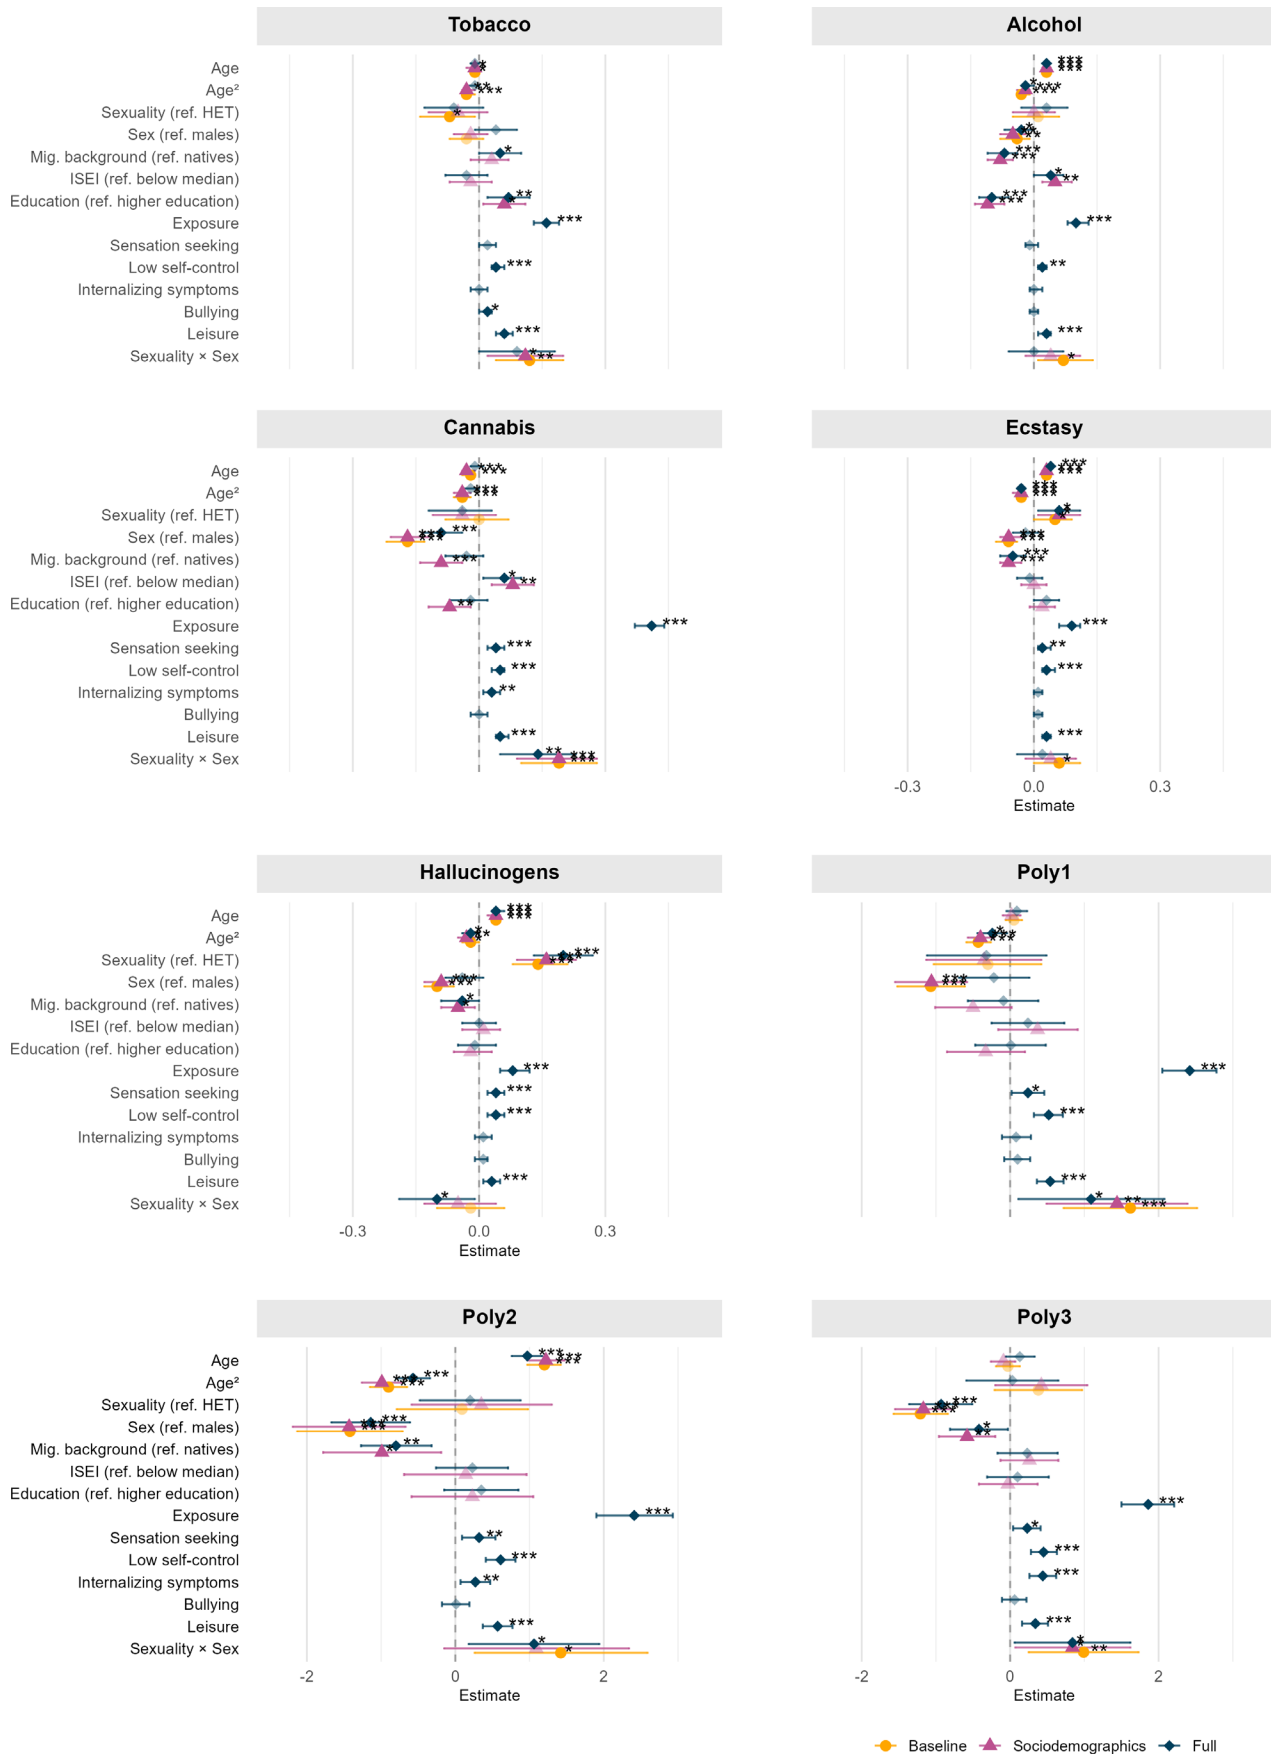 Tobacco
Alcohol
Age
Age²
Sexuality (ref. HET)
Sex (ref. males)
Mig. background (ref. natives)
ISEI (ref. below median)
Education (ref. higher education)
Exposure
Sensation seeking
Low self-control
Internalizing symptoms
Bullying
Leisure
Sexuality × Sex
Cannabis
Ecstasy
Age
Age²
Sexuality (ref. HET)
Sex (ref. males)
Mig. background (ref. natives)
ISEI (ref. below median)
Education (ref. higher education)
Exposure
Sensation seeking
Low self-control
Internalizing symptoms
Bullying
Leisure
Sexuality × Sex
-0.3 0.0 0.3
Estimate
Hallucinogens
Poly1
Age
Age²
Sexuality (ref. HET)
Sex (ref. males)
Mig. background (ref. natives)
ISEI (ref. below median)
Education (ref. higher education)
Exposure
Sensation seeking
Low self-control
Internalizing symptoms
Bullying
Leisure
Sexuality × Sex
-0.3 0.0 0.3
Estimate
Poly2
Poly3
Age
Age²
Sexuality (ref. HET)
Sex (ref. males)
Mig. background (ref. natives)
ISEI (ref. below median)
Education (ref. higher education)
Exposure
Sensation seeking
Low self-control
Internalizing symptoms
Bullying
Leisure
Sexuality × Sex
-2 0 2
Estimate
-2 0 2
Estimate
Baseline Sociodemographics Full